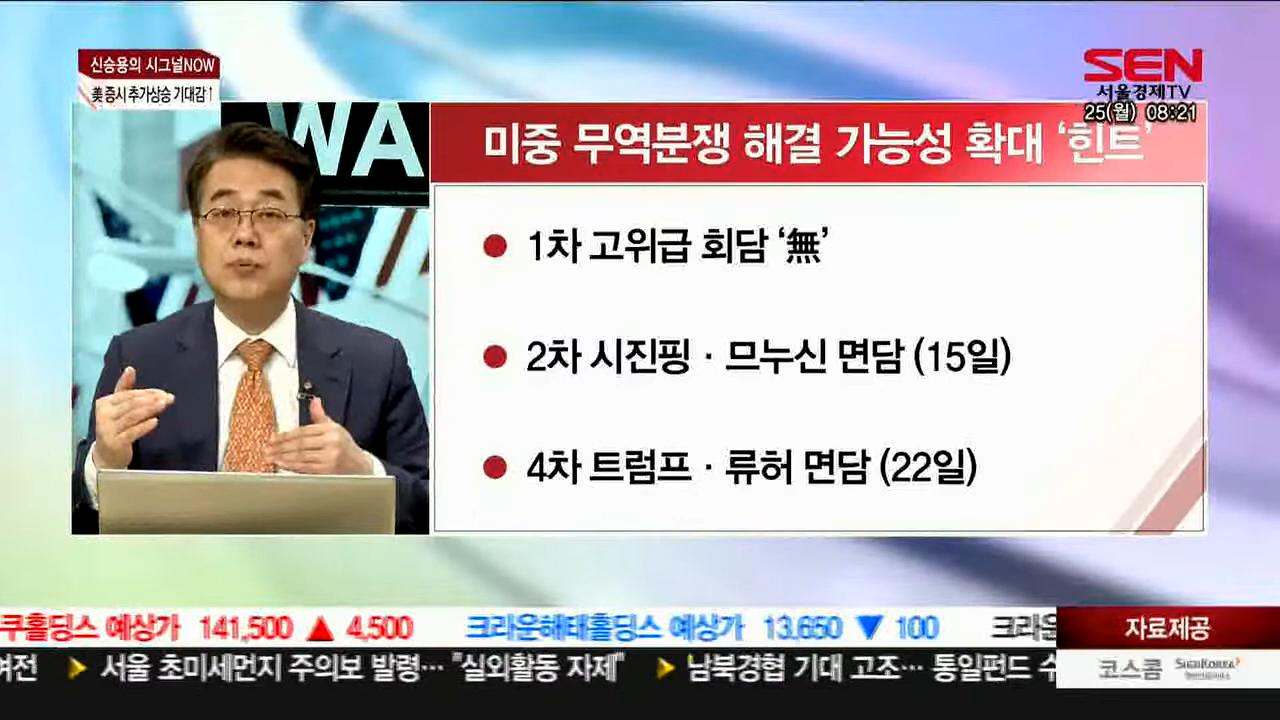 신승용의 시그널NOW
美 증시 추가상승 기대감↑
SEN
서울경제TV
25(월) 08:21
WA
미중 무역분쟁 해결 가능성 확대 ‘힌트’
● 1차 고위급 회담 ‘無’
● 2차 시진핑 · 므누신 면담 (15일)
● 4차 트럼프 · 류허 면담 (22일)
쿠홀딩스 예상가 141,500 ▲ 4,500 크라운해태홀딩스 예상가 13,650 ▼ 100 크라운
자료제공
여전 ▶ 서울 초미세먼지 주의보 발령… "실외활동 자제" ▶ 남북경협 기대 고조… 통일펀드 수
코스콤